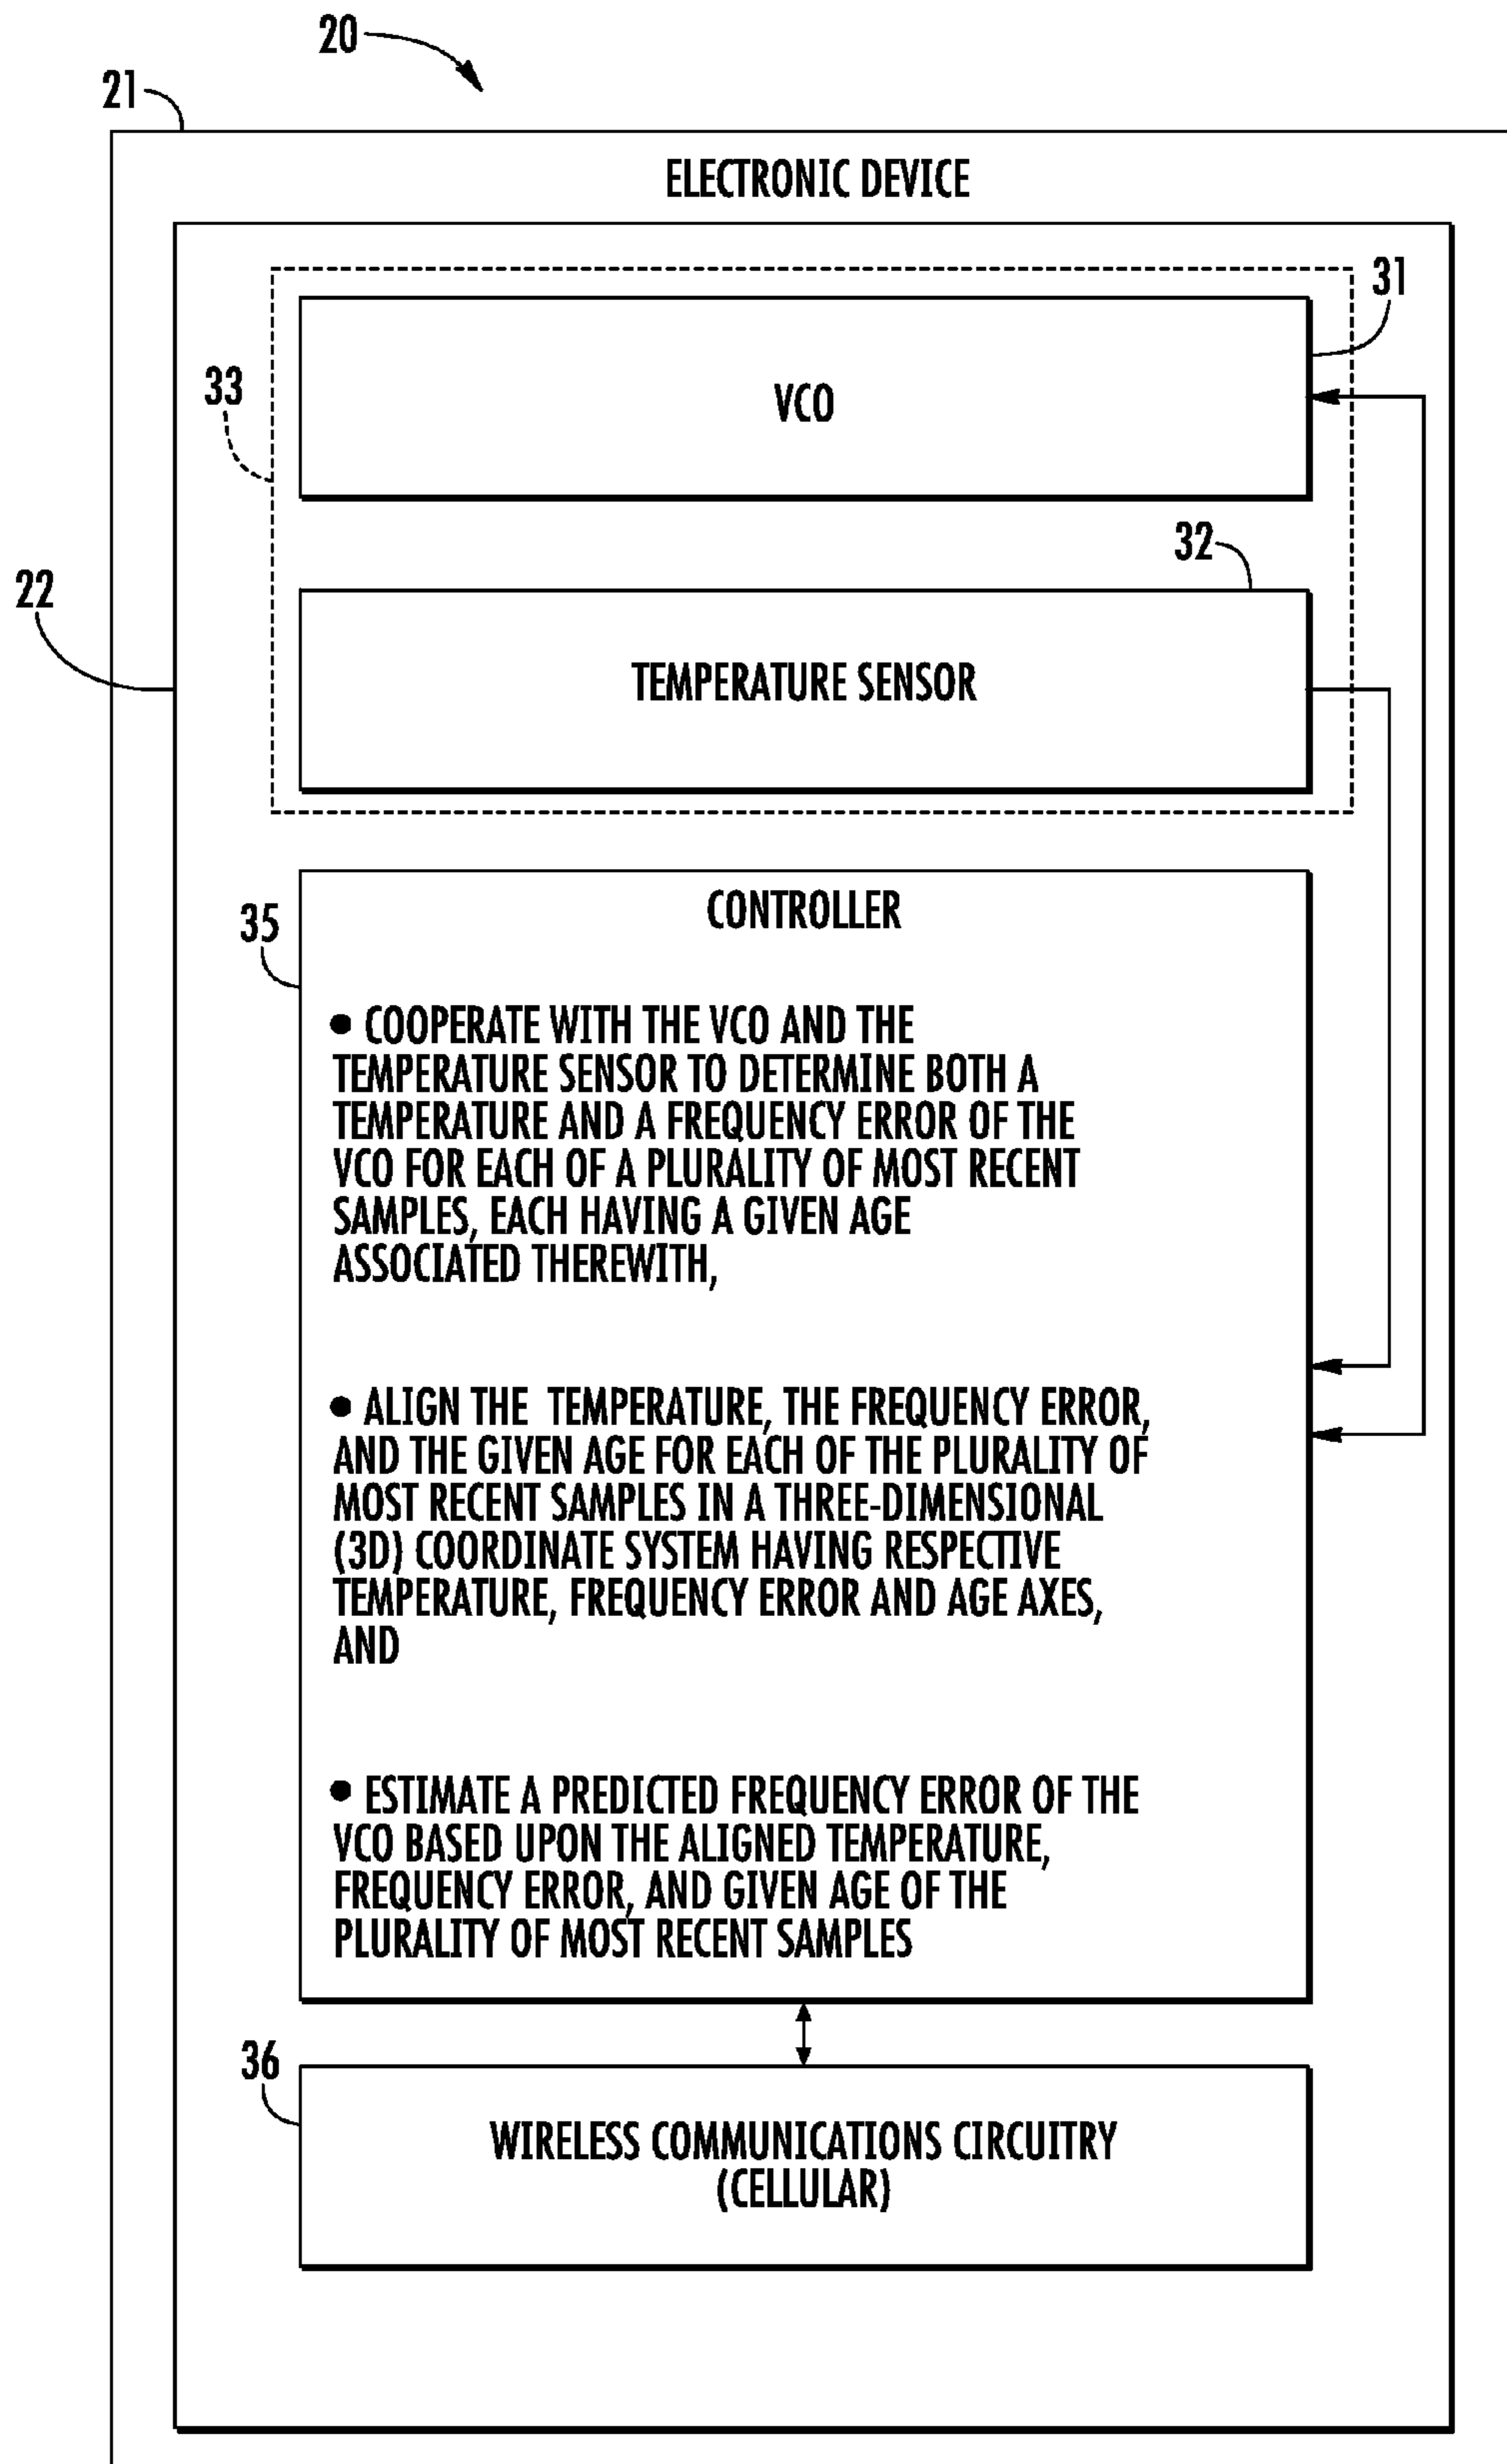 20
21
ELECTRONIC DEVICE
31
33
VCO
32
22
TEMPERATURE SENSOR
35
CONTROLLER
● COOPERATE WITH THE VCO AND THE
TEMPERATURE SENSOR TO DETERMINE BOTH A
TEMPERATURE AND A FREQUENCY ERROR OF THE
VCO FOR EACH OF A PLURALITY OF MOST RECENT
SAMPLES, EACH HAVING A GIVEN AGE
ASSOCIATED THEREWITH,
● ALIGN THE TEMPERATURE, THE FREQUENCY ERROR,
AND THE GIVEN AGE FOR EACH OF THE PLURALITY OF
MOST RECENT SAMPLES IN A THREE-DIMENSIONAL
(3D) COORDINATE SYSTEM HAVING RESPECTIVE
TEMPERATURE, FREQUENCY ERROR AND AGE AXES,
AND
● ESTIMATE A PREDICTED FREQUENCY ERROR OF THE
VCO BASED UPON THE ALIGNED TEMPERATURE,
FREQUENCY ERROR, AND GIVEN AGE OF THE
PLURALITY OF MOST RECENT SAMPLES
36
WIRELESS COMMUNICATIONS CIRCUITRY
(CELLULAR)